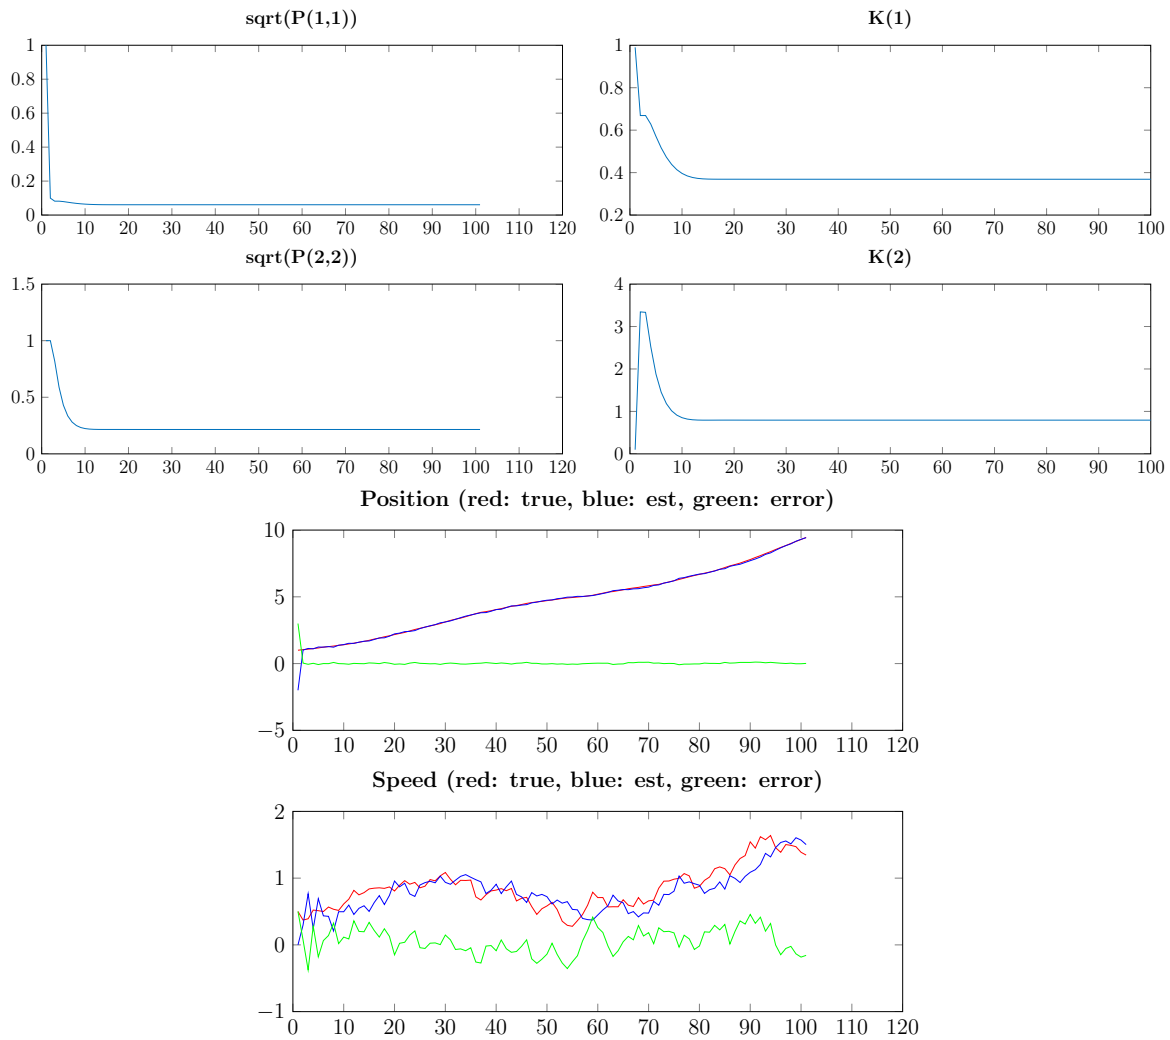 sqrt(P(1,1))
1
0.8
0.6
0.4
0.2
0
0 10 20 30 40 50 60 70 80 90 100 110 120
K(1)
1
0.8
0.6
0.4
0.2
0 10 20 30 40 50 60 70 80 90 100
sqrt(P(2,2))
1.5
1
0.5
0
0 10 20 30 40 50 60 70 80 90 100 110 120
K(2)
4
3
2
1
0
0 10 20 30 40 50 60 70 80 90 100
Position (red: true, blue: est, green: error)
10
5
0
−5
0 10 20 30 40 50 60 70 80 90 100 110 120
Speed (red: true, blue: est, green: error)
2
1
0
−1
0 10 20 30 40 50 60 70 80 90 100 110 120